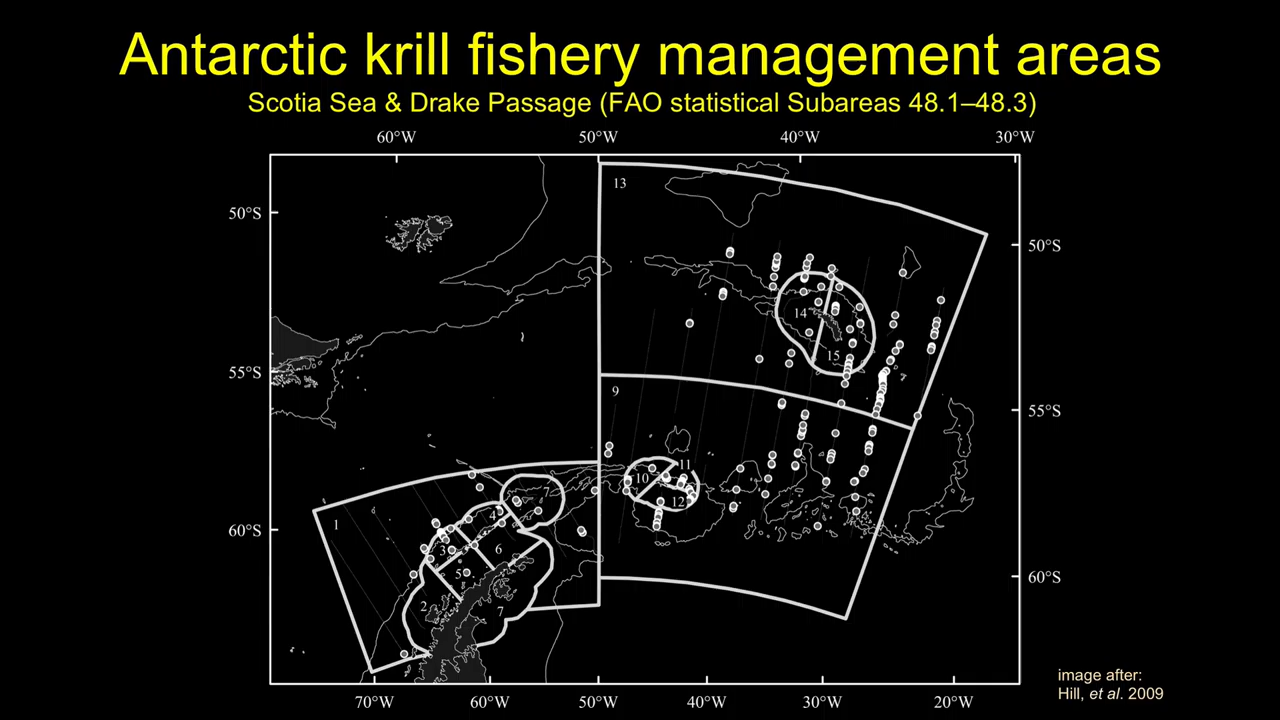 Antarctic krill fishery management areas
Scotia Sea & Drake Passage (FAO statistical Subareas 48.1–48.3)
60°W 50°W 40°W 30°W
13
50°S
50°S
14
15
55°S
9
55°S
11
10
12
7
4
1
60°S
3
6
5
60°S
2
7
70°W 60°W 50°W 40°W 30°W 20°W
image after:
Hill, et al. 2009